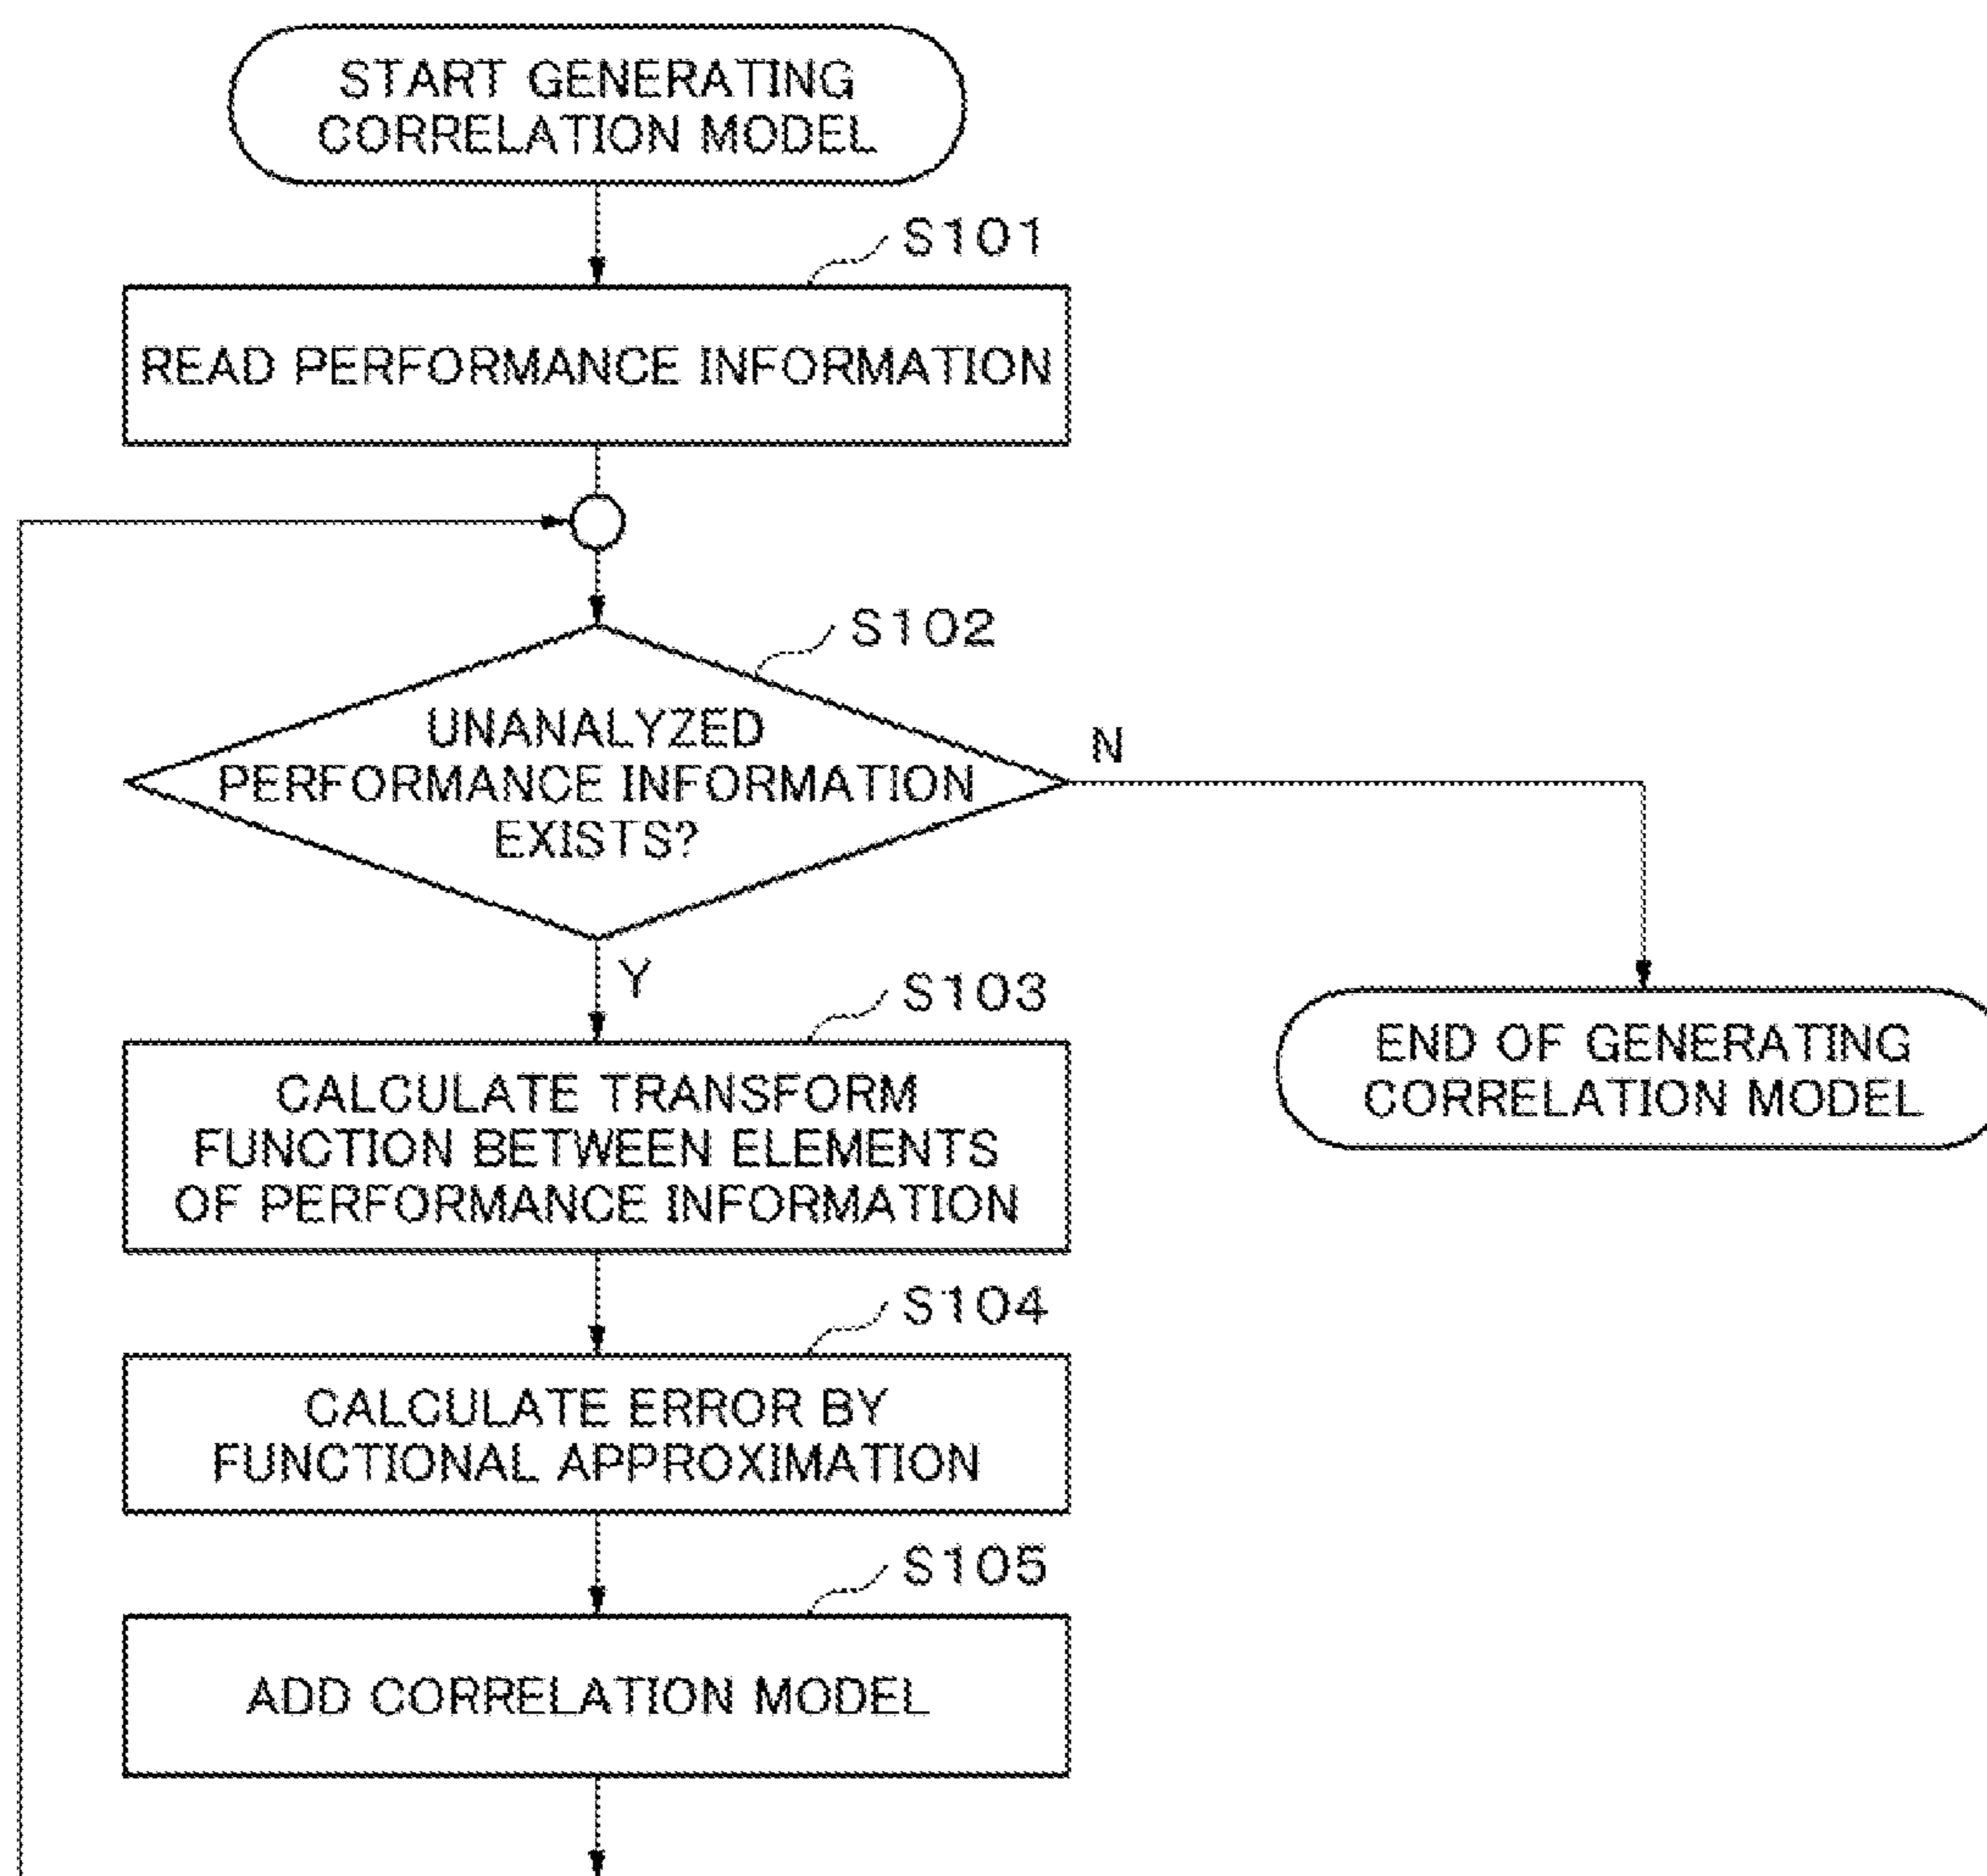 START GENERATING
CORRELATION MODEL
S101
READ PERFORMANCE INFORMATION
S102
UNANALYZED
PERFORMANCE INFORMATION
EXISTS?
N
Y
S103
CALCULATE TRANSFORM
FUNCTION BETWEEN ELEMENTS
OF PERFORMANCE INFORMATION
END OF GENERATING
CORRELATION MODEL
S104
CALCULATE ERROR BY
FUNCTIONAL APPROXIMATION
S105
ADD CORRELATION MODEL